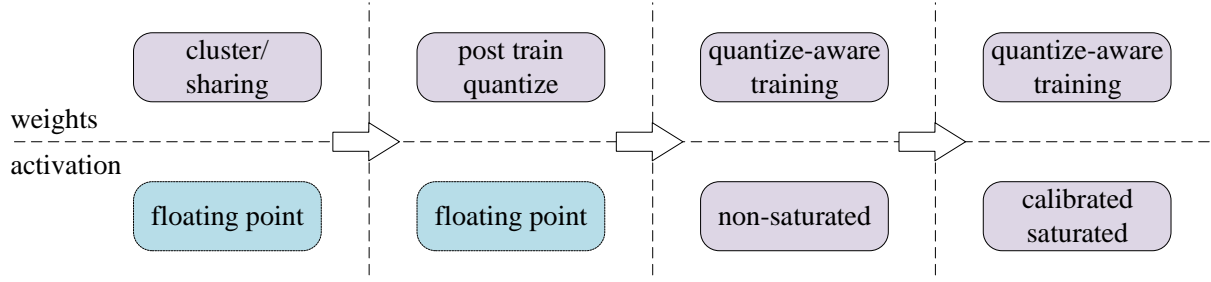 cluster/
sharing
post train
quantize
quantize-aware
training
quantize-aware
training
weights
activation
floating point
floating point
non-saturated
calibrated
saturated